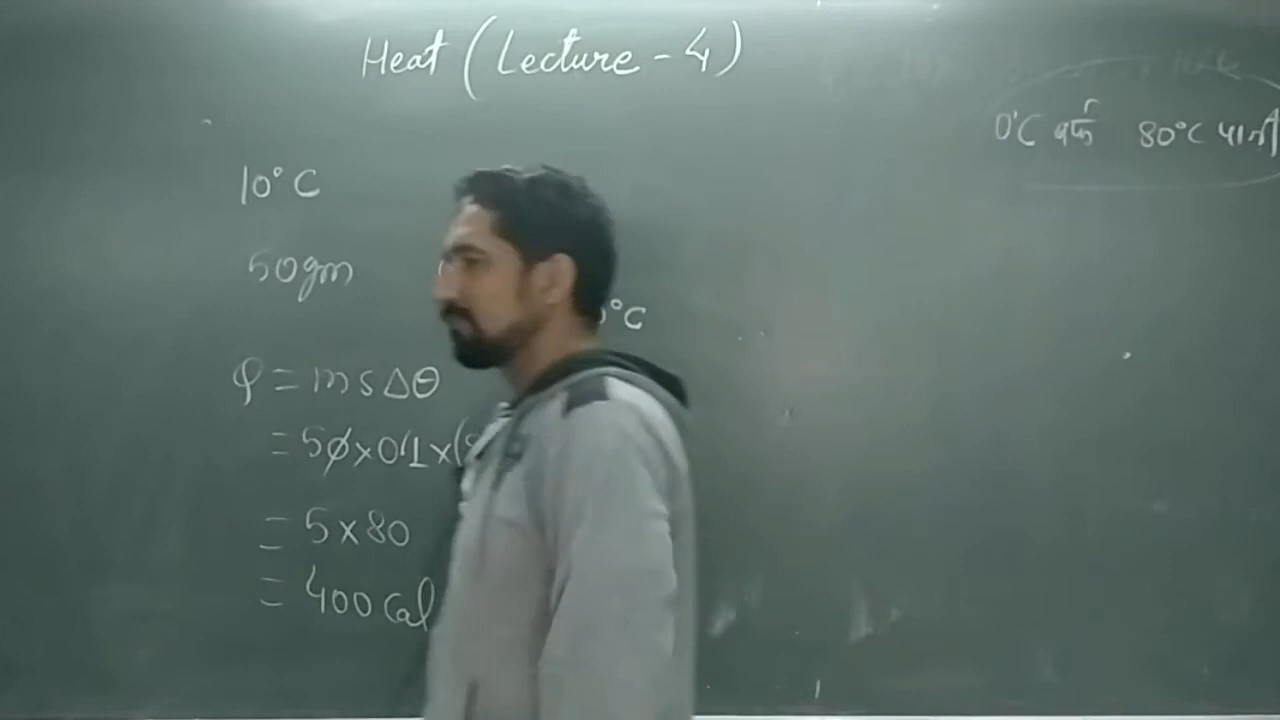 Heat (Lecture - 4)
0°C बर्फ 80°C पानी
10°C
50gm
°C
φ = msΔθ
= 50×0.1×(
= 5×80
= 400 Cal